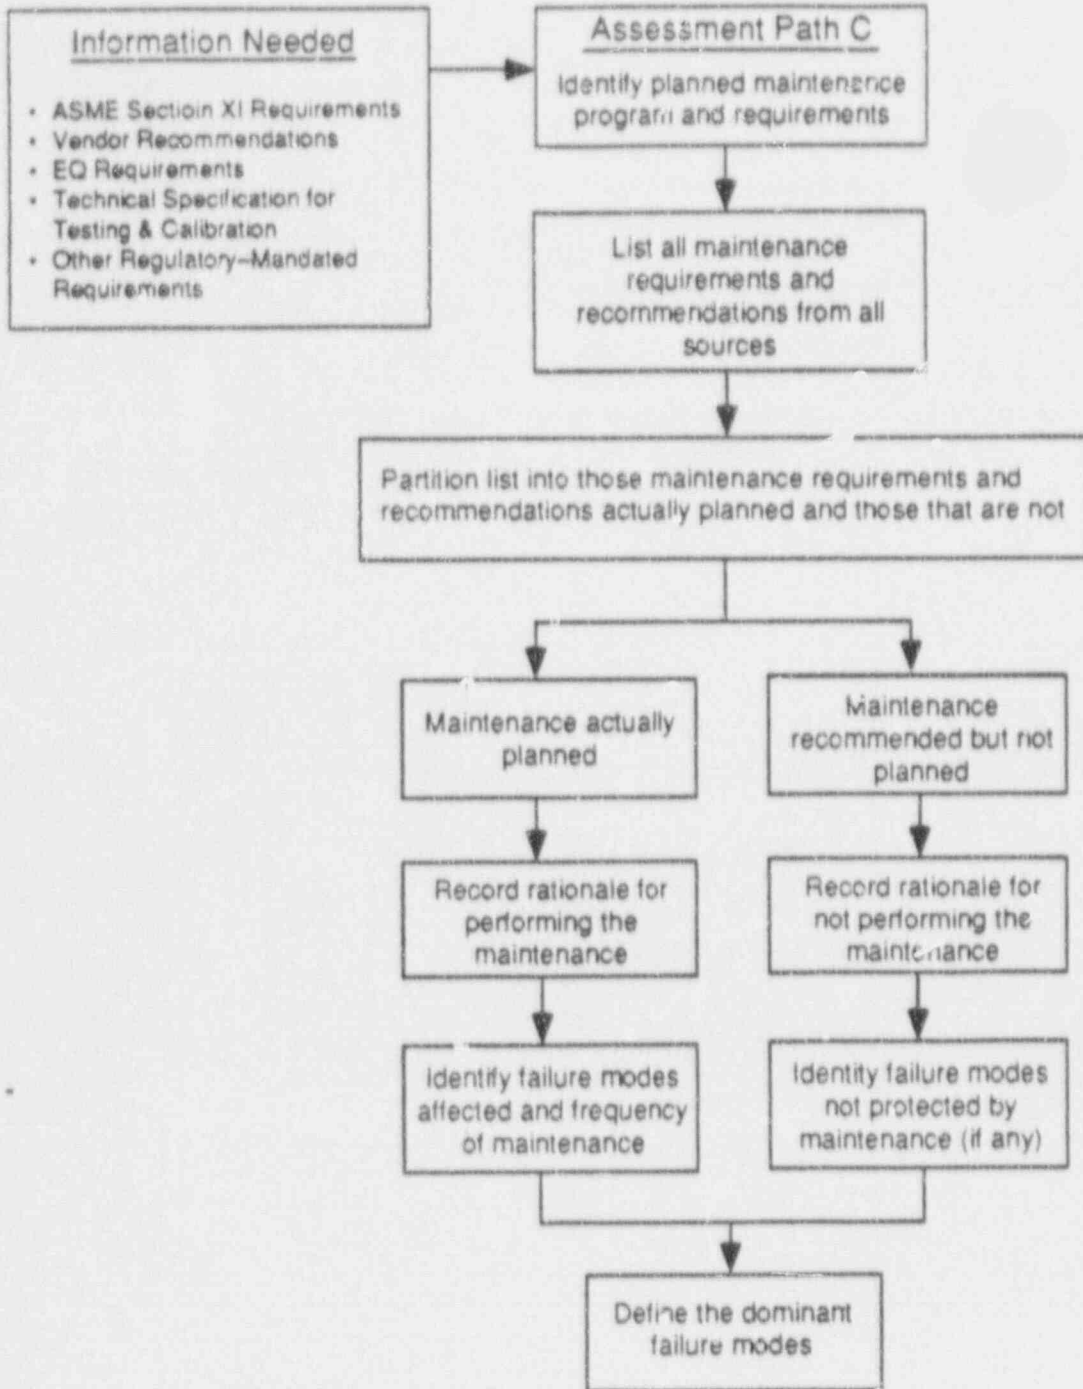 Information Needed
• ASME Sectioin XI Requirements
• Vendor Recommendations
• EQ Requirements
• Technical Specification for
Testing & Calibration
• Other Regulatory-Mandated
Requirements
Assessment Path C
Identify planned maintenance
program and requirements
List all maintenance
requirements and
recommendations from all
sources
Partition list into those maintenance requirements and
recommendations actually planned and those that are not
Maintenance actually
planned
Maintenance
recommended but not
planned
Record rationale for
performing the
maintenance
Record rationale for
not performing the
maintenance
Identify failure modes
affected and frequency
of maintenance
Identity failure modes
not protected by
maintenance (if any)
Define the dominant
failure modes